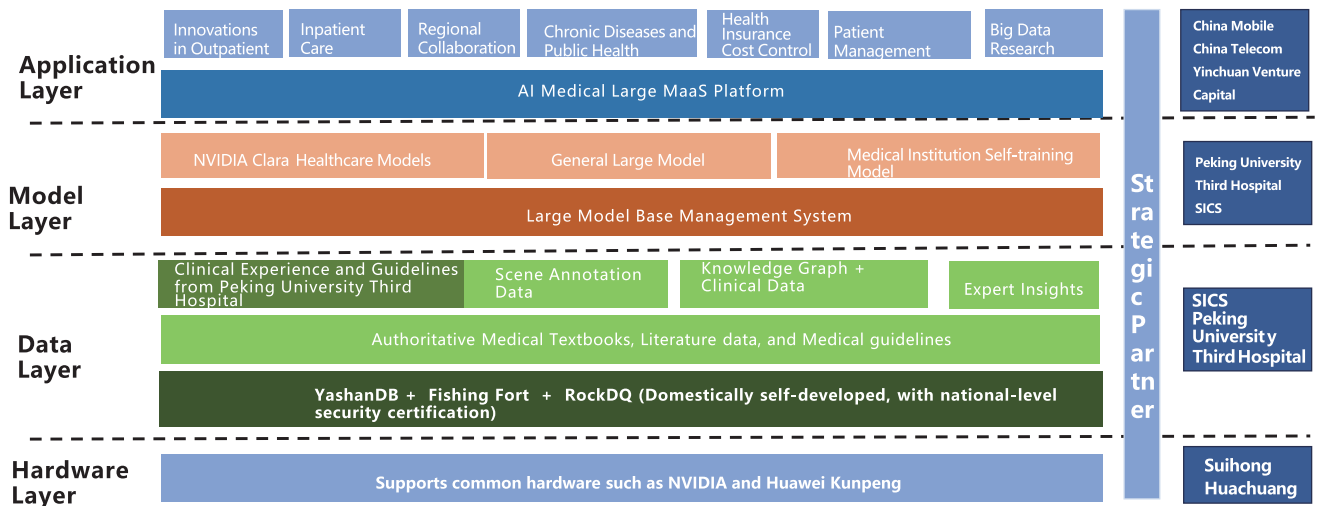 Innovations
in Outpatient
Inpatient
Care
Regional
Collaboration
Chronic Diseases and
Public Health
Health
Insurance
Cost Control
Patient
Management
Big Data
Research
Application
Layer
AI Medical Large MaaS Platform
China Mobile
China Telecom
Yinchuan Venture
Capital
Model
Layer
NVIDIA Clara Healthcare Models
General Large Model
Medical Institution Self-training
Model
Large Model Base Management System
Peking University
Third Hospital
SICS
Data
Layer
Clinical Experience and Guidelines
from Peking University Third
Hospital
Scene Annotation
Data
Knowledge Graph +
Clinical Data
Expert Insights
Authoritative Medical Textbooks, Literature data, and Medical guidelines
YashanDB + Fishing Fort + RockDQ (Domestically self-developed, with national-level
security certification)
SICS
Peking
University
Third Hospital
Hardware
Layer
Supports common hardware such as NVIDIA and Huawei Kunpeng
Suihong
Huachuang
St
ra
te
gi
c P
art
ne
r